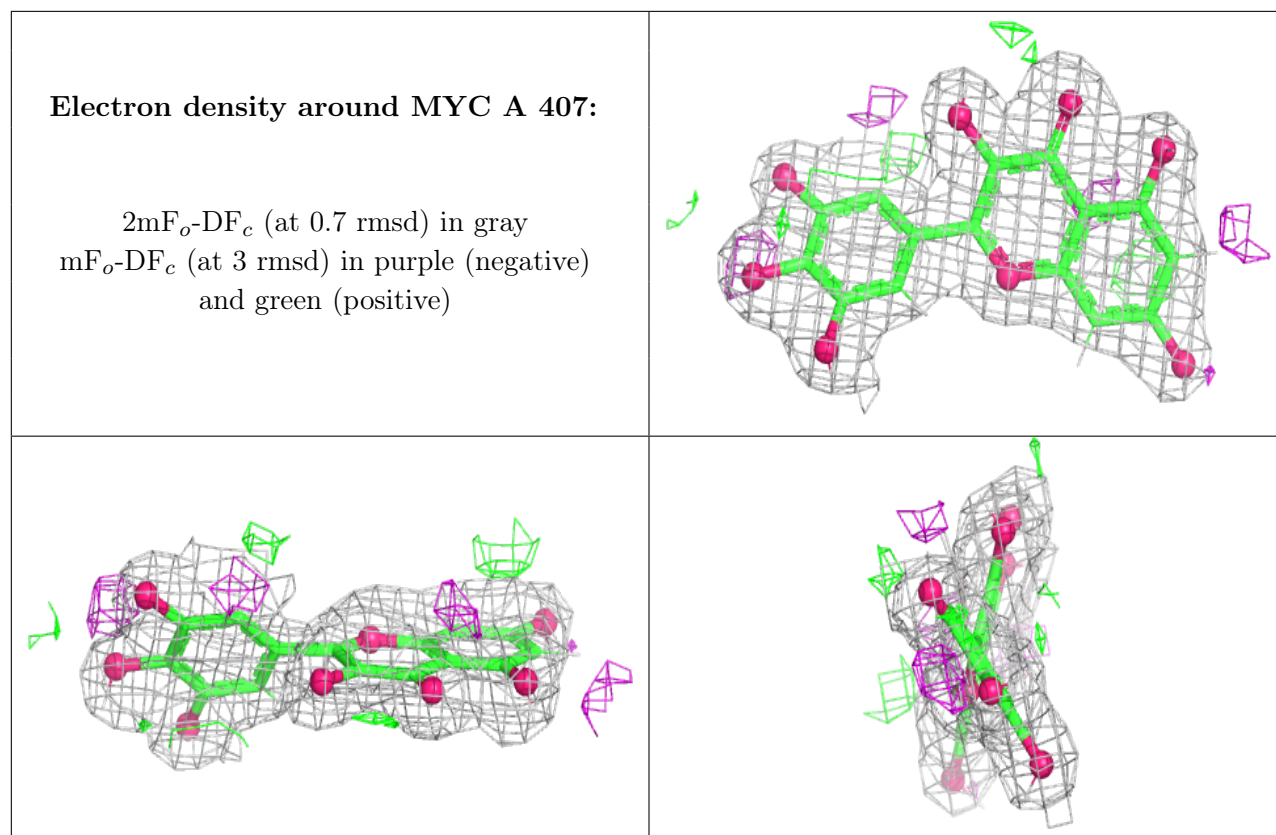 Electron density around MYC A 407:
2mFo-DFc (at 0.7 rmsd) in gray
mFo-DFc (at 3 rmsd) in purple (negative)
and green (positive)